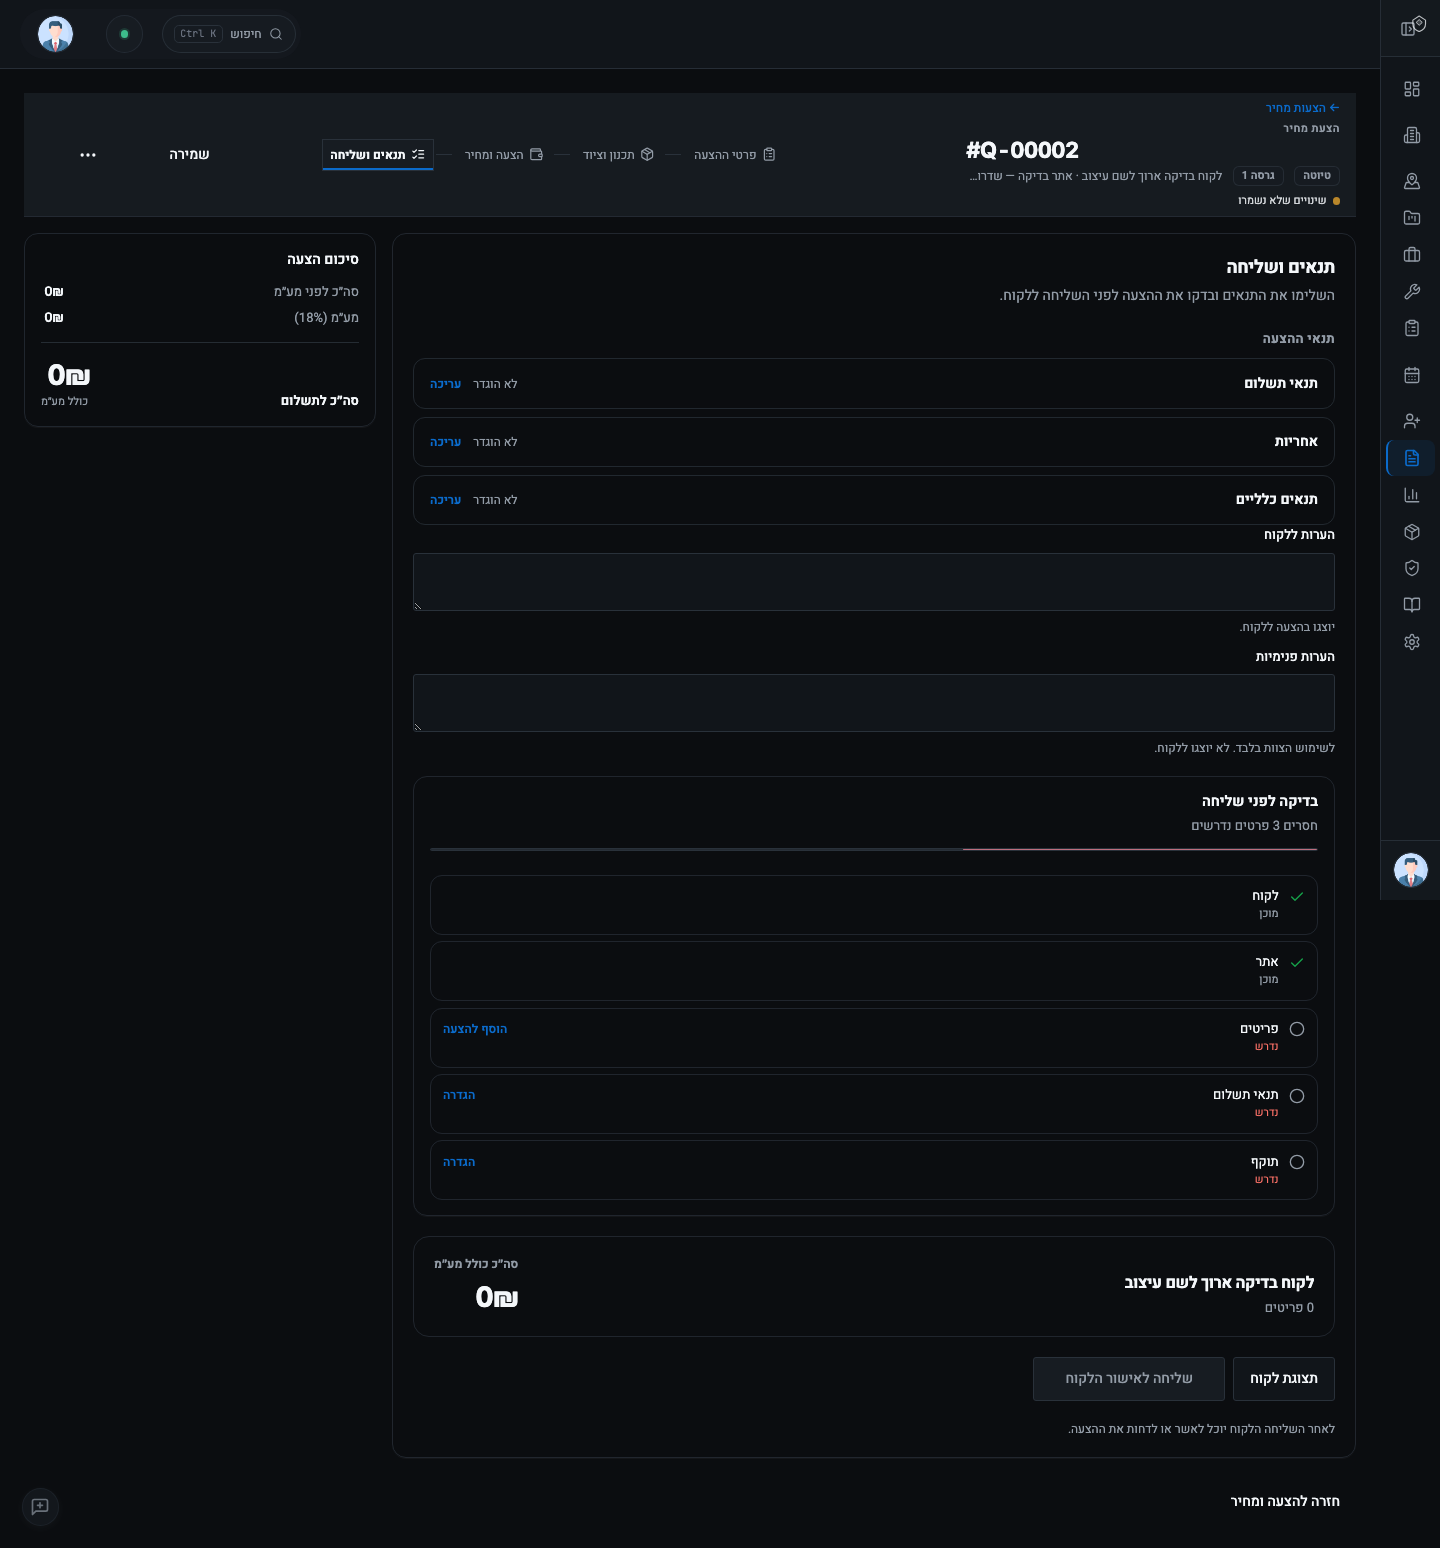 חיפוש Ctrl K
← הצעות מחיר
הצעת מחיר
#Q-00002
טיוטה
גרסה 1
לקוח בדיקה ארוך לשם עיצוב · אתר בדיקה — שדרו...
שינויים שלא נשמרו
פרטי ההצעה
תכנון וציוד
הצעה ומחיר
תנאים ושליחה
שמירה
תנאים ושליחה
השלימו את התנאים ובדקו את ההצעה לפני השליחה ללקוח.
תנאי ההצעה
תנאי תשלום
לא הוגדר
עריכה
אחריות
לא הוגדר
עריכה
תנאים כלליים
לא הוגדר
עריכה
הערות ללקוח
יוצגו בהצעה ללקוח.
הערות פנימיות
לשימוש הצוות בלבד. לא יוצגו ללקוח.
בדיקה לפני שליחה
חסרים 3 פרטים נדרשים
לקוח
מוכן
אתר
מוכן
פריטים
נדרש
הוסף להצעה
תנאי תשלום
נדרש
הגדרה
תוקף
נדרש
הגדרה
לקוח בדיקה ארוך לשם עיצוב
0 פריטים
סה״כ כולל מע״מ
‏0₪
תצוגת לקוח
שליחה לאישור הלקוח
לאחר השליחה הלקוח יוכל לאשר או לדחות את ההצעה.
חזרה להצעה ומחיר
סיכום הצעה
סה״כ לפני מע״מ
‏0₪
מע״מ (18%)
‏0₪
סה״כ לתשלום
‏0₪
כולל מע״מ